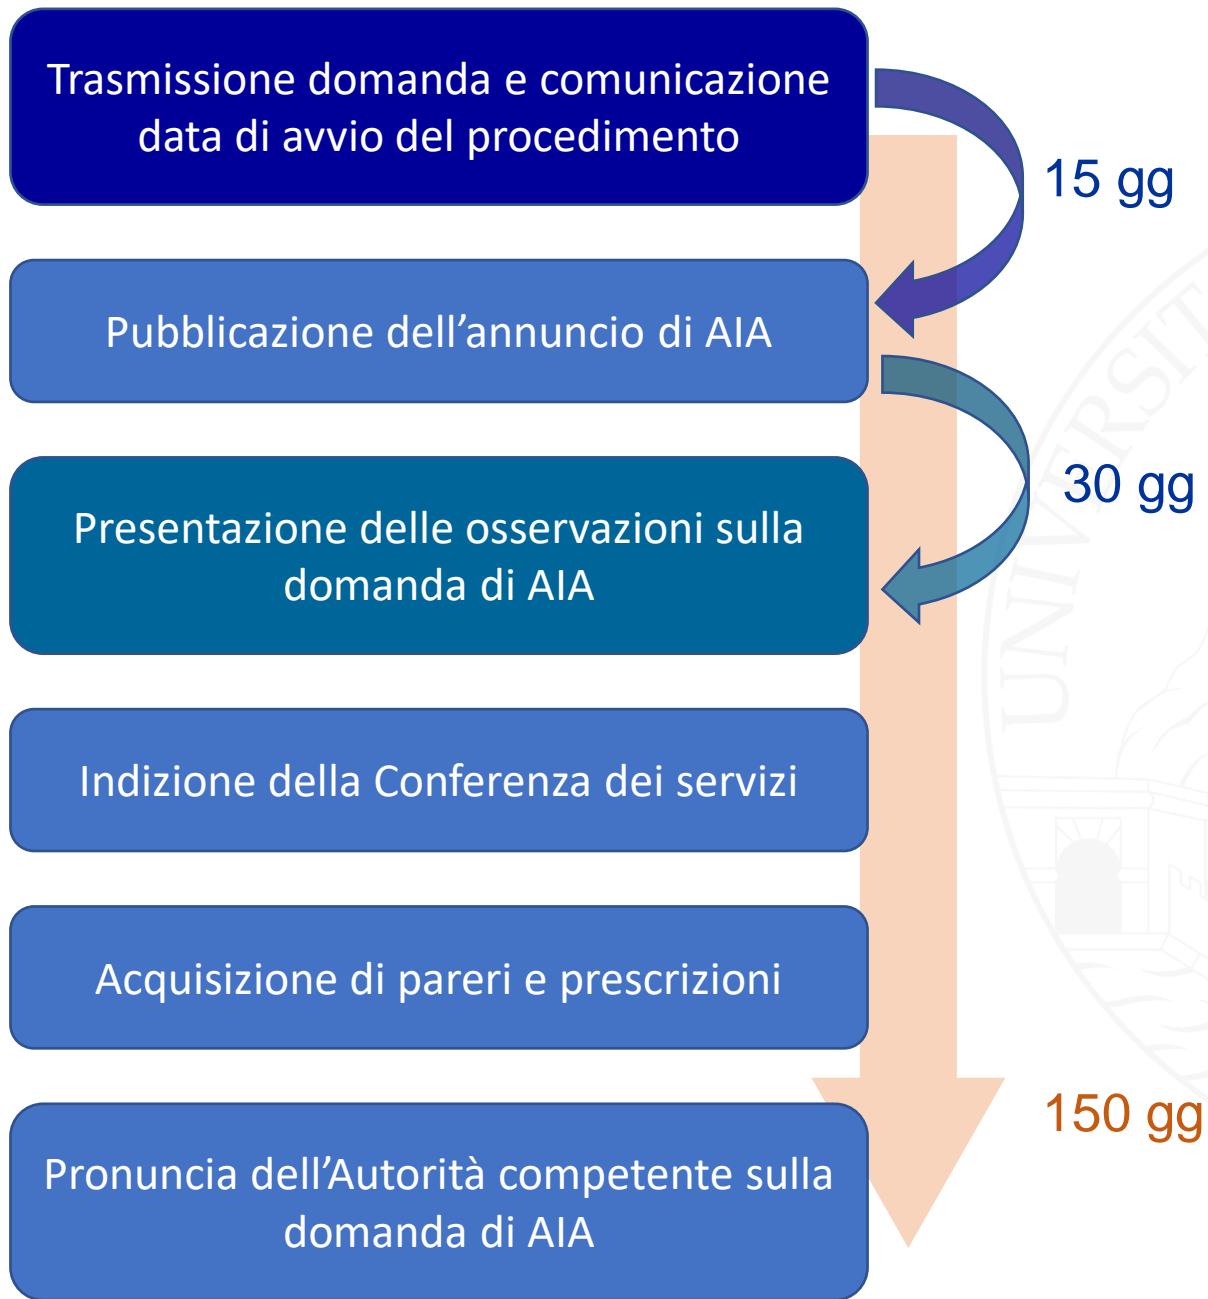 Trasmissione domanda e comunicazione
data di avvio del procedimento
15 gg
Pubblicazione dell’annuncio di AIA
30 gg
Presentazione delle osservazioni sulla
domanda di AIA
Indizione della Conferenza dei servizi
Acquisizione di pareri e prescrizioni
150 gg
Pronuncia dell’Autorità competente sulla
domanda di AIA
UNIVERSIT